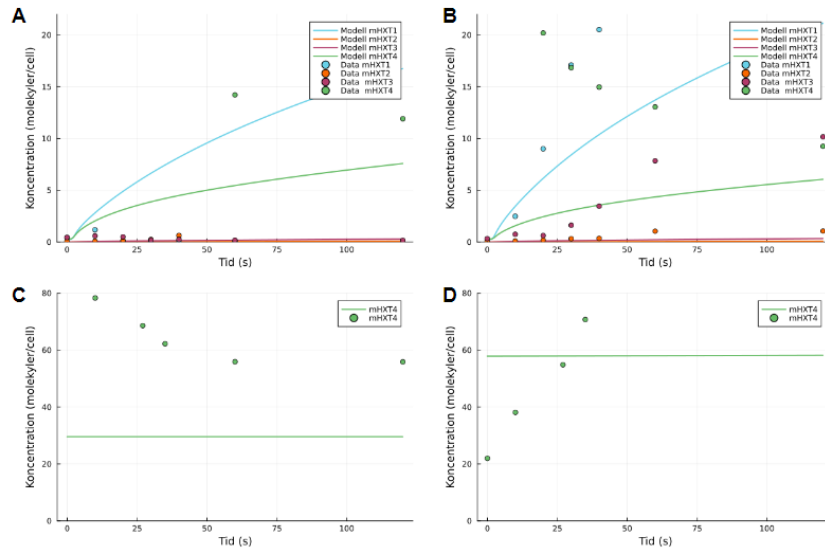 A
Koncentration (molekyler/cell)
20
15
10
5
0
0 25 50 75 100
Tid (s)
Modell mHXT1
Modell mHXT2
Modell mHXT3
Modell mHXT4
Data mHXT1
Data mHXT2
Data mHXT3
Data mHXT4
B
Koncentration (molekyler/cell)
20
15
10
5
0
0 25 50 75 100
Tid (s)
Modell mHXT1
Modell mHXT2
Modell mHXT3
Modell mHXT4
Data mHXT1
Data mHXT2
Data mHXT3
Data mHXT4
C
Koncentration (molekyler/cell)
80
60
40
20
0
0 25 50 75 100
Tid (s)
mHXT4
mHXT4
D
Koncentration (molekyler/cell)
80
60
40
20
0
0 25 50 75 100
Tid (s)
mHXT4
mHXT4